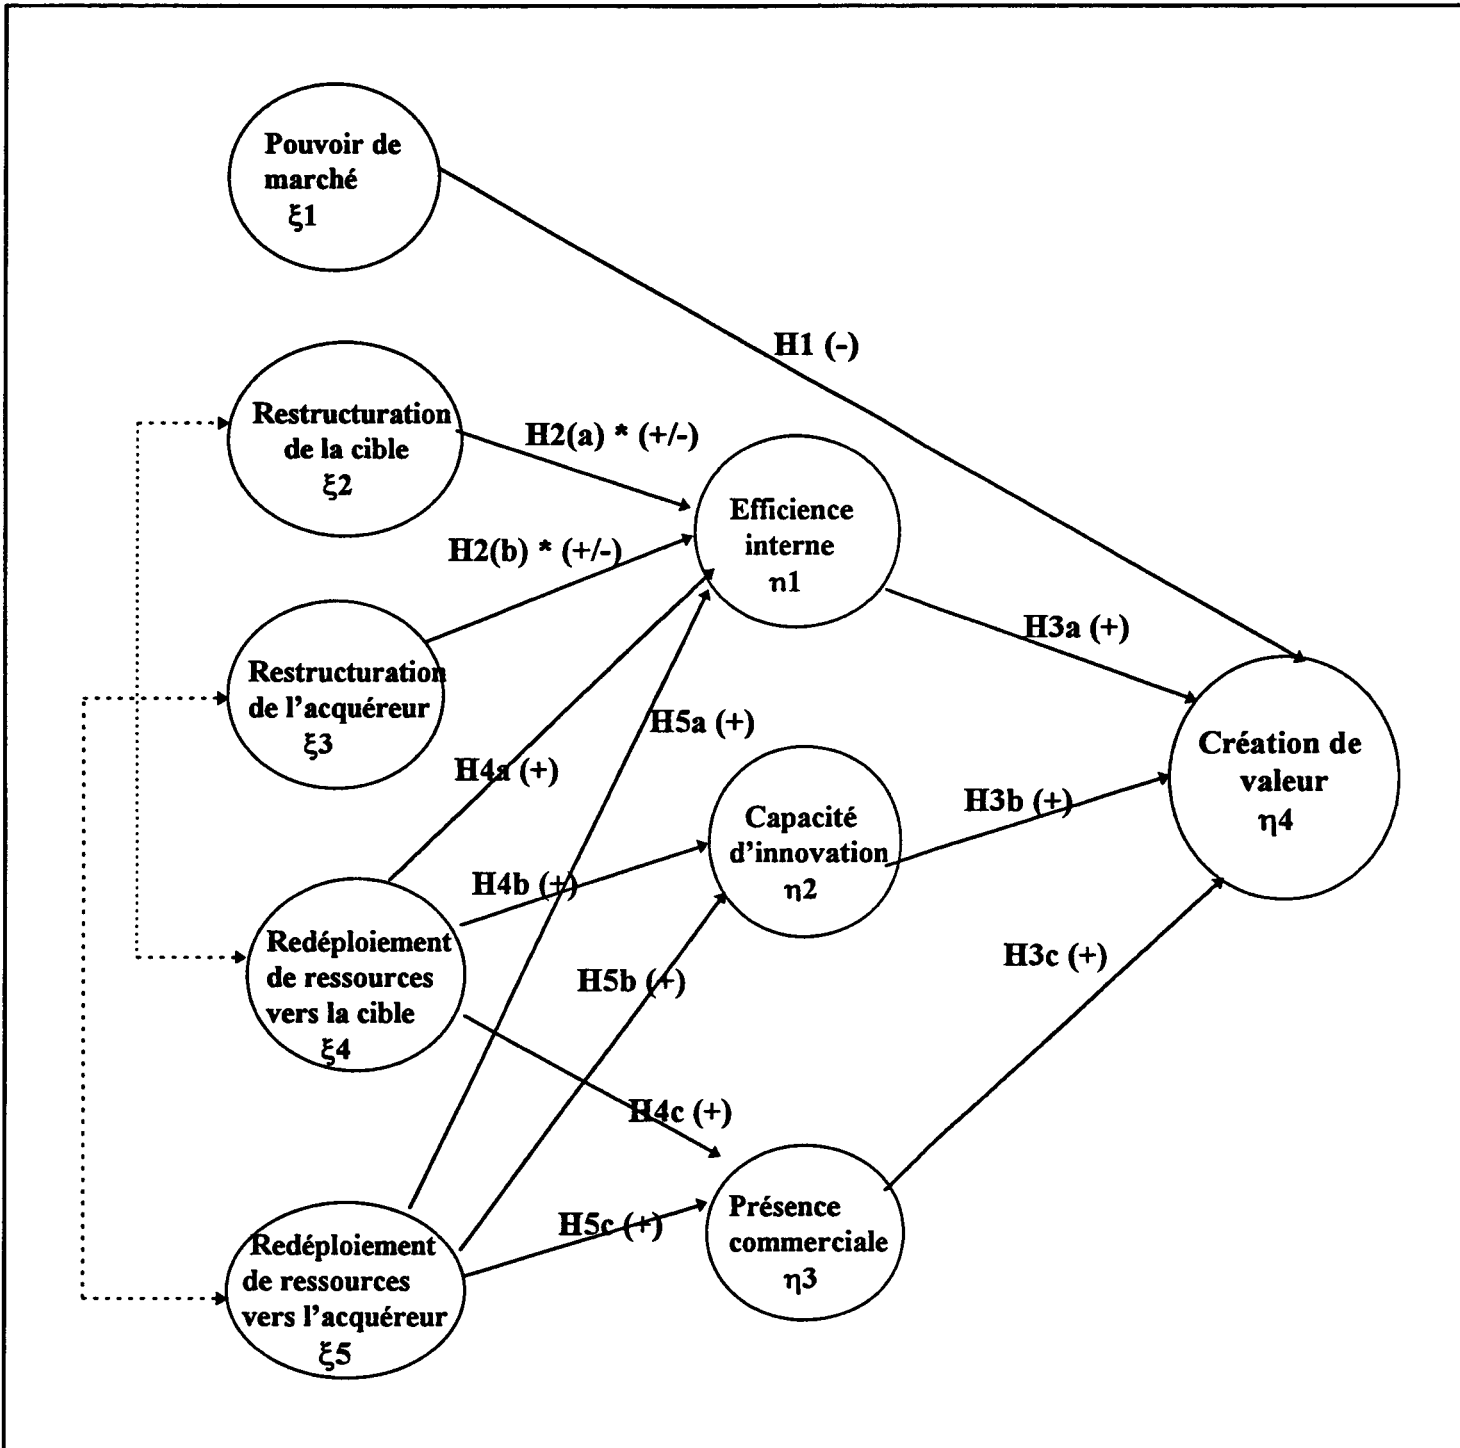 Pouvoir de
marché
ξ1
H1 (-)
Restructuration
de la cible
ξ2
H2(a) * (+/-)
Efficience
interne
η1
H2(b) * (+/-)
H3a (+)
Restructuration
de l'acquéreur
ξ3
H5a (+)
H4a (+)
Création de
valeur
η4
Capacité
d'innovation
η2
H3b (+)
H4b (+)
Redéploiement
de ressources
vers la cible
ξ4
H5b (+)
H3c (+)
H4c (+)
Présence
commerciale
η3
H5c (+)
Redéploiement
de ressources
vers l'acquéreur
ξ5